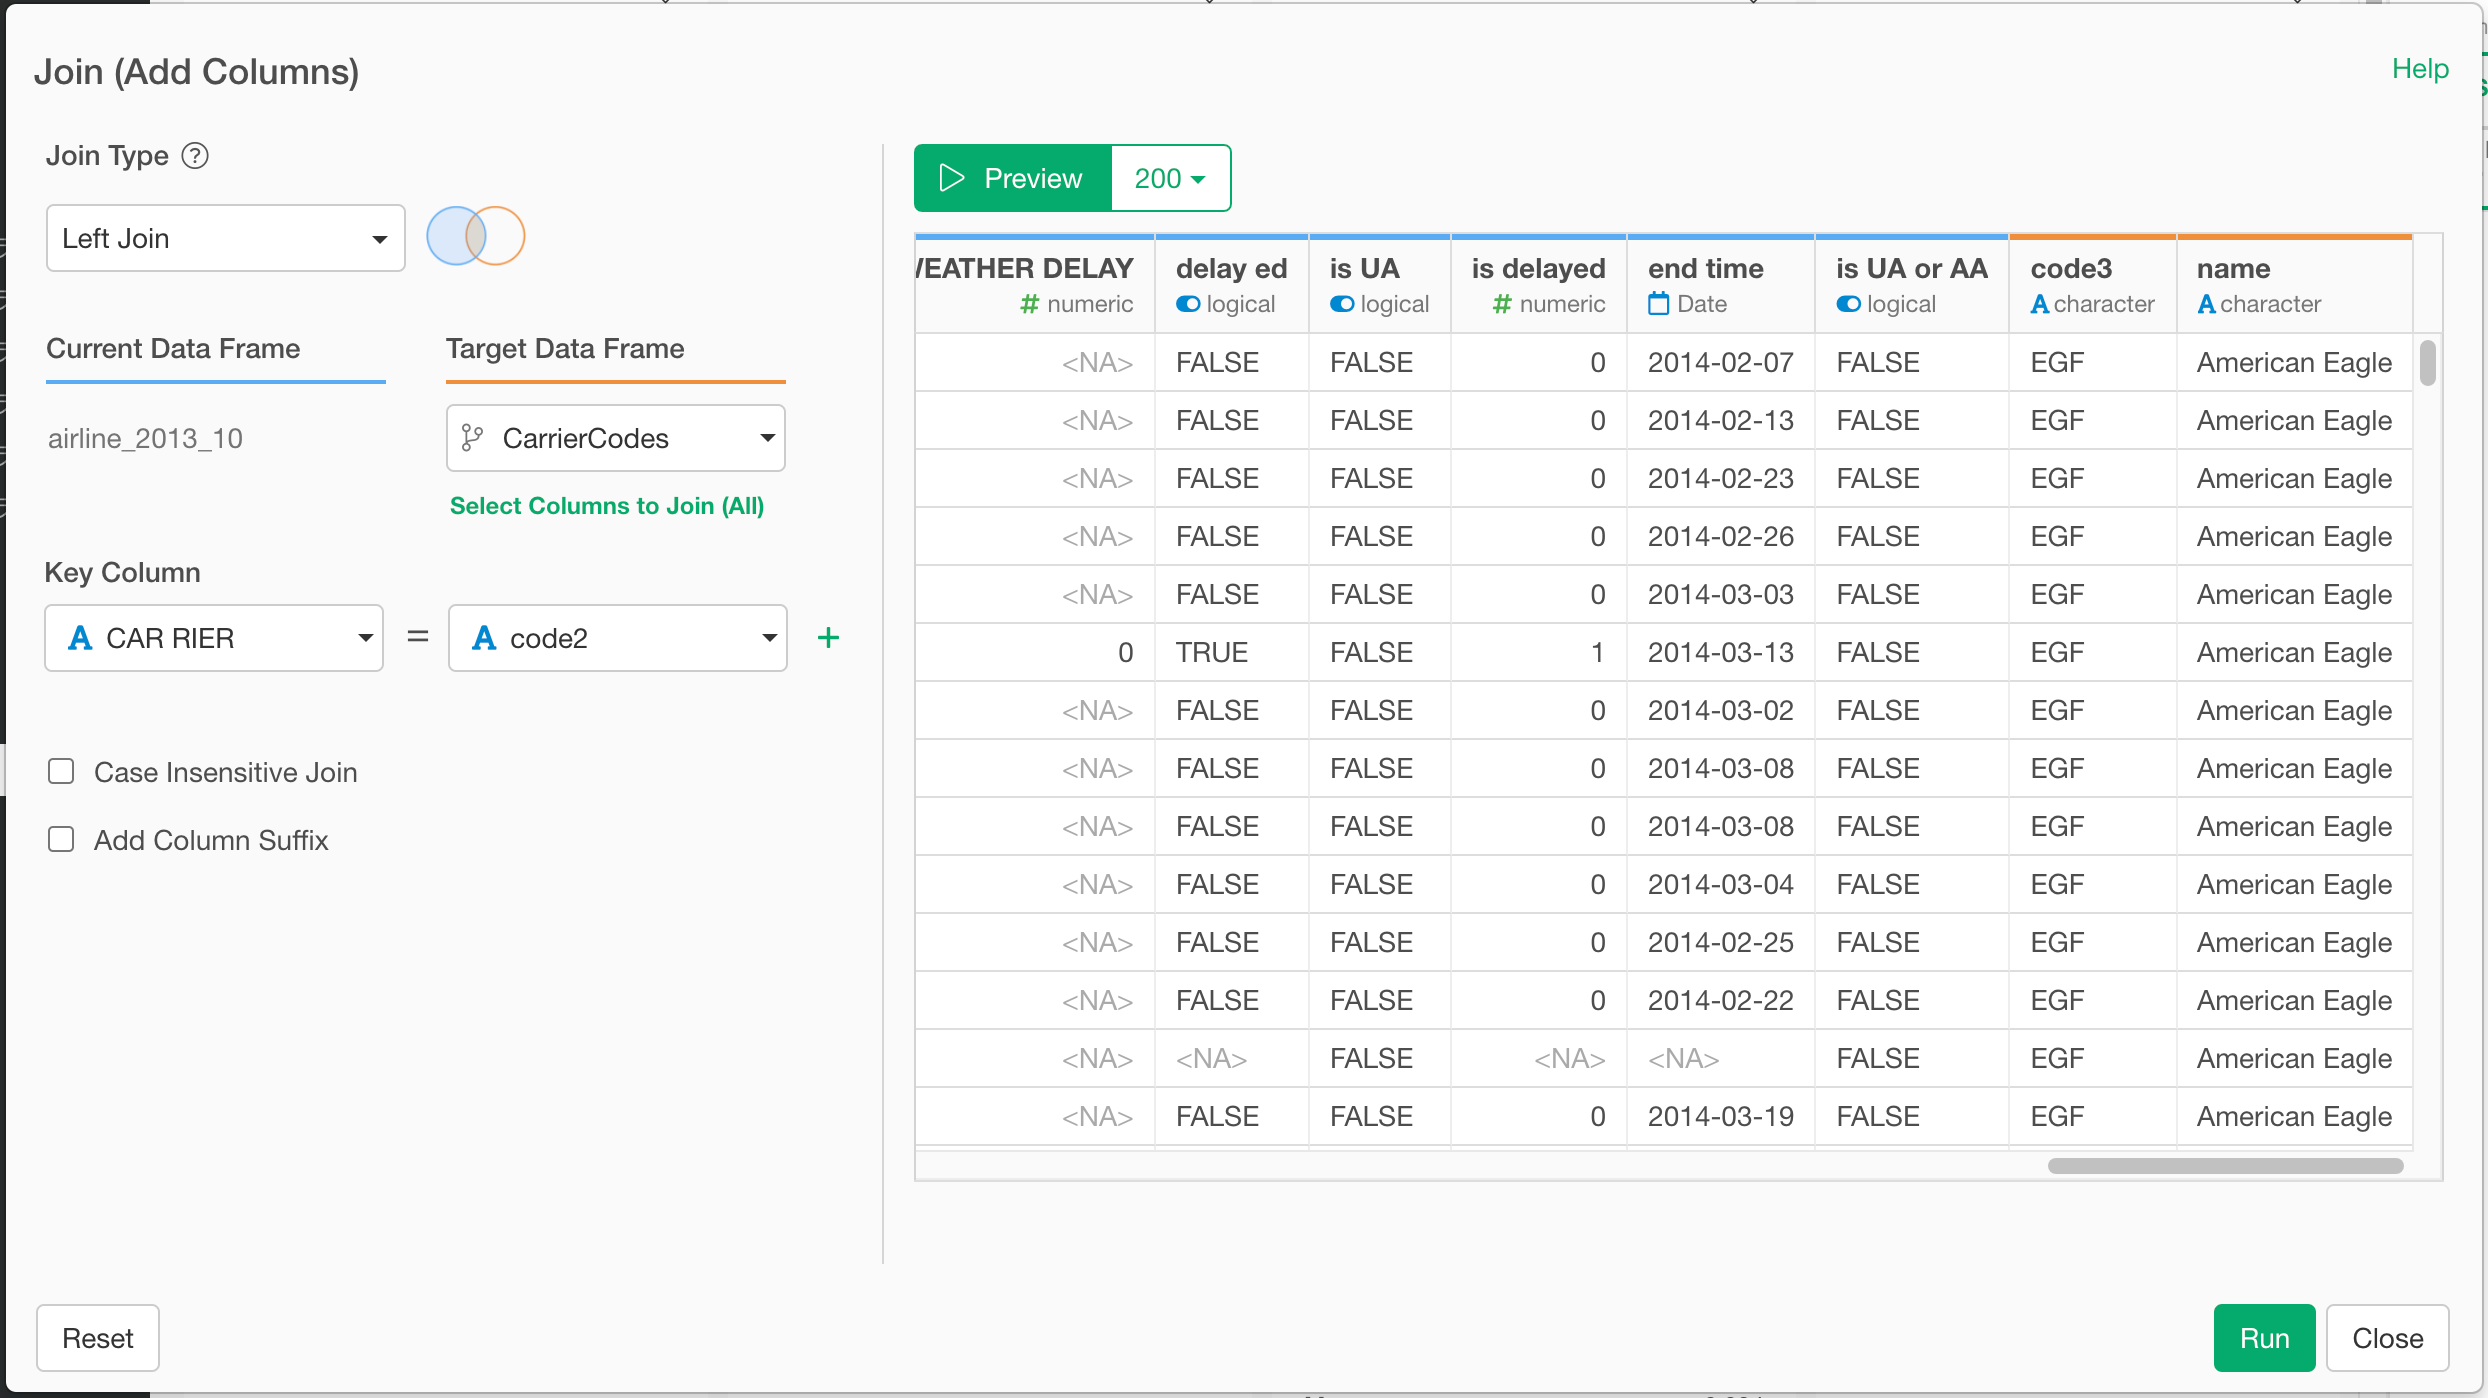 Join (Add Columns)
Help
Join Type ?
Left Join
Current Data Frame
Target Data Frame
airline_2013_10
CarrierCodes
Select Columns to Join (All)
Key Column
A CAR RIER = A code2 +
Case Insensitive Join
Add Column Suffix
Preview 200
WEATHER DELAY delay ed is UA is delayed end time is UA or AA code3 name
# numeric logical logical # numeric Date logical A character A character
<NA> FALSE FALSE 0 2014-02-07 FALSE EGF American Eagle
<NA> FALSE FALSE 0 2014-02-13 FALSE EGF American Eagle
<NA> FALSE FALSE 0 2014-02-23 FALSE EGF American Eagle
<NA> FALSE FALSE 0 2014-02-26 FALSE EGF American Eagle
<NA> FALSE FALSE 0 2014-03-03 FALSE EGF American Eagle
0 TRUE FALSE 1 2014-03-13 FALSE EGF American Eagle
<NA> FALSE FALSE 0 2014-03-02 FALSE EGF American Eagle
<NA> FALSE FALSE 0 2014-03-08 FALSE EGF American Eagle
<NA> FALSE FALSE 0 2014-03-08 FALSE EGF American Eagle
<NA> FALSE FALSE 0 2014-03-04 FALSE EGF American Eagle
<NA> FALSE FALSE 0 2014-02-25 FALSE EGF American Eagle
<NA> FALSE FALSE 0 2014-02-22 FALSE EGF American Eagle
<NA> <NA> FALSE <NA> <NA> FALSE EGF American Eagle
<NA> FALSE FALSE 0 2014-03-19 FALSE EGF American Eagle
Reset
Run
Close